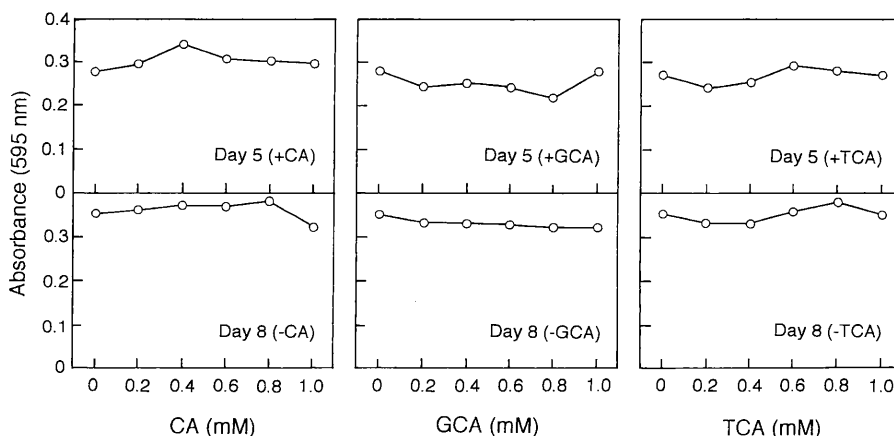 Absorbance (595 nm)
0.4
0.3
0.2
0.1
0
0.3
0.2
0.1
0
Day 5 (+CA)
Day 5 (+GCA)
Day 5 (+TCA)
Day 8 (-CA)
Day 8 (-GCA)
Day 8 (-TCA)
0 0.2 0.4 0.6 0.8 1.0
0 0.2 0.4 0.6 0.8 1.0
0 0.2 0.4 0.6 0.8 1.0
CA (mM)
GCA (mM)
TCA (mM)